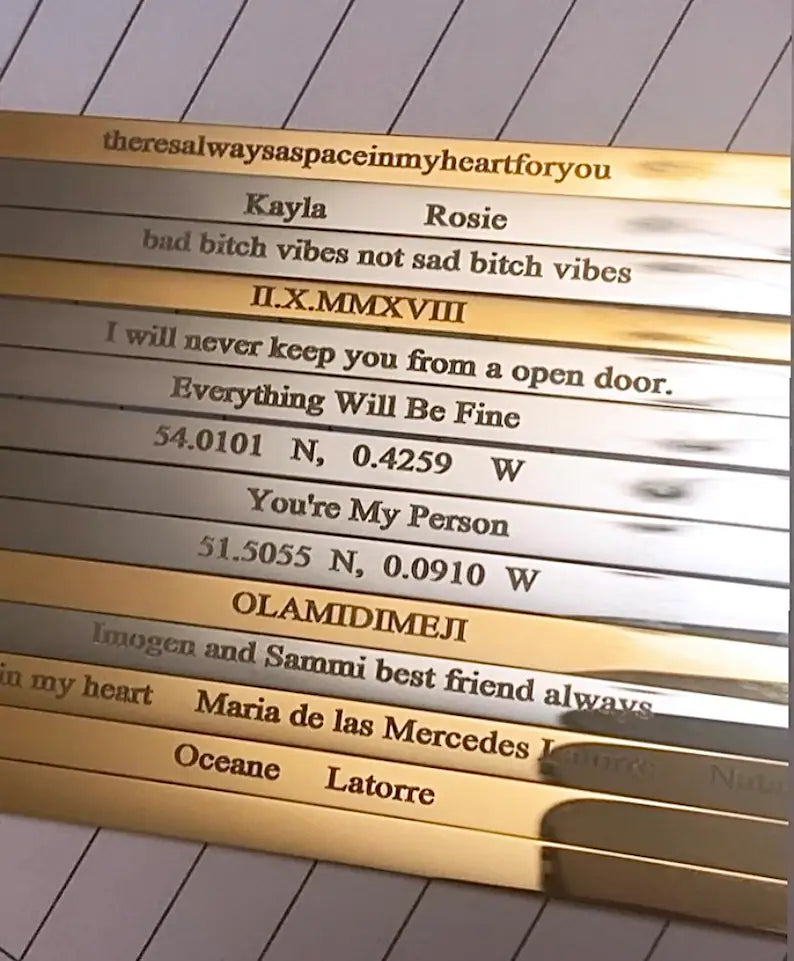 theresalwaysaspaceinmyheartforyou
Kayla Rosie
bad bitch vibes not sad bitch vibes
II.X.MMXVIII
I will never keep you from a open door.
Everything Will Be Fine
54.0101 N, 0.4259 W
You're My Person
51.5055 N, 0.0910 W
OLAMIDIMEJI
Imogen and Sammi best friend always
in my heart Maria de las Mercedes Latorre
Oceane Latorre